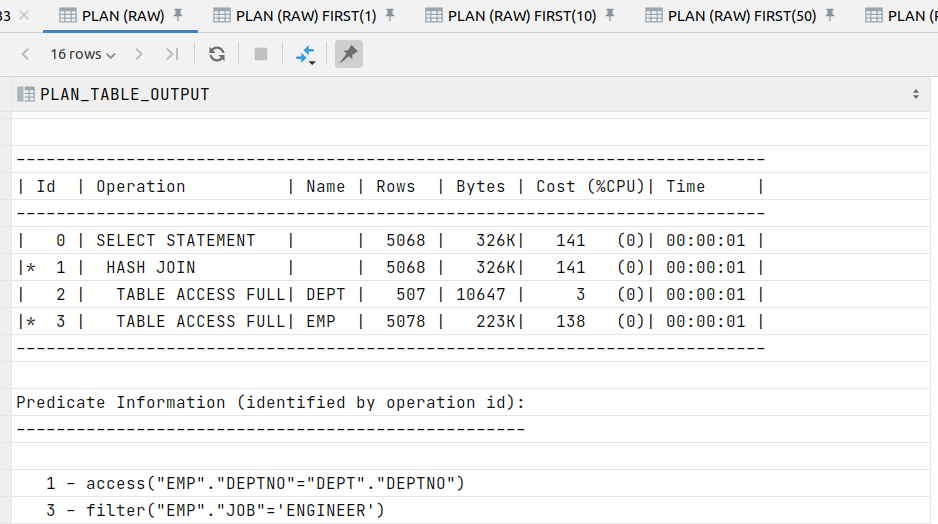 33 PLAN (RAW) PLAN (RAW) FIRST(1) PLAN (RAW) FIRST(10) PLAN (RAW) FIRST(50) PLAN (
16 rows
PLAN_TABLE_OUTPUT
---------------------------------------------------------------------------
| Id  | Operation          | Name | Rows  | Bytes | Cost (%CPU)| Time     |
---------------------------------------------------------------------------
|   0 | SELECT STATEMENT   |      |  5068 |   326K|   141   (0)| 00:00:01 |
|*  1 |  HASH JOIN         |      |  5068 |   326K|   141   (0)| 00:00:01 |
|   2 |   TABLE ACCESS FULL| DEPT |   507 | 10647 |     3   (0)| 00:00:01 |
|*  3 |   TABLE ACCESS FULL| EMP  |  5078 |   223K|   138   (0)| 00:00:01 |
---------------------------------------------------------------------------
Predicate Information (identified by operation id):
---------------------------------------------------
1 - access("EMP"."DEPTNO"="DEPT"."DEPTNO")
3 - filter("EMP"."JOB"='ENGINEER')